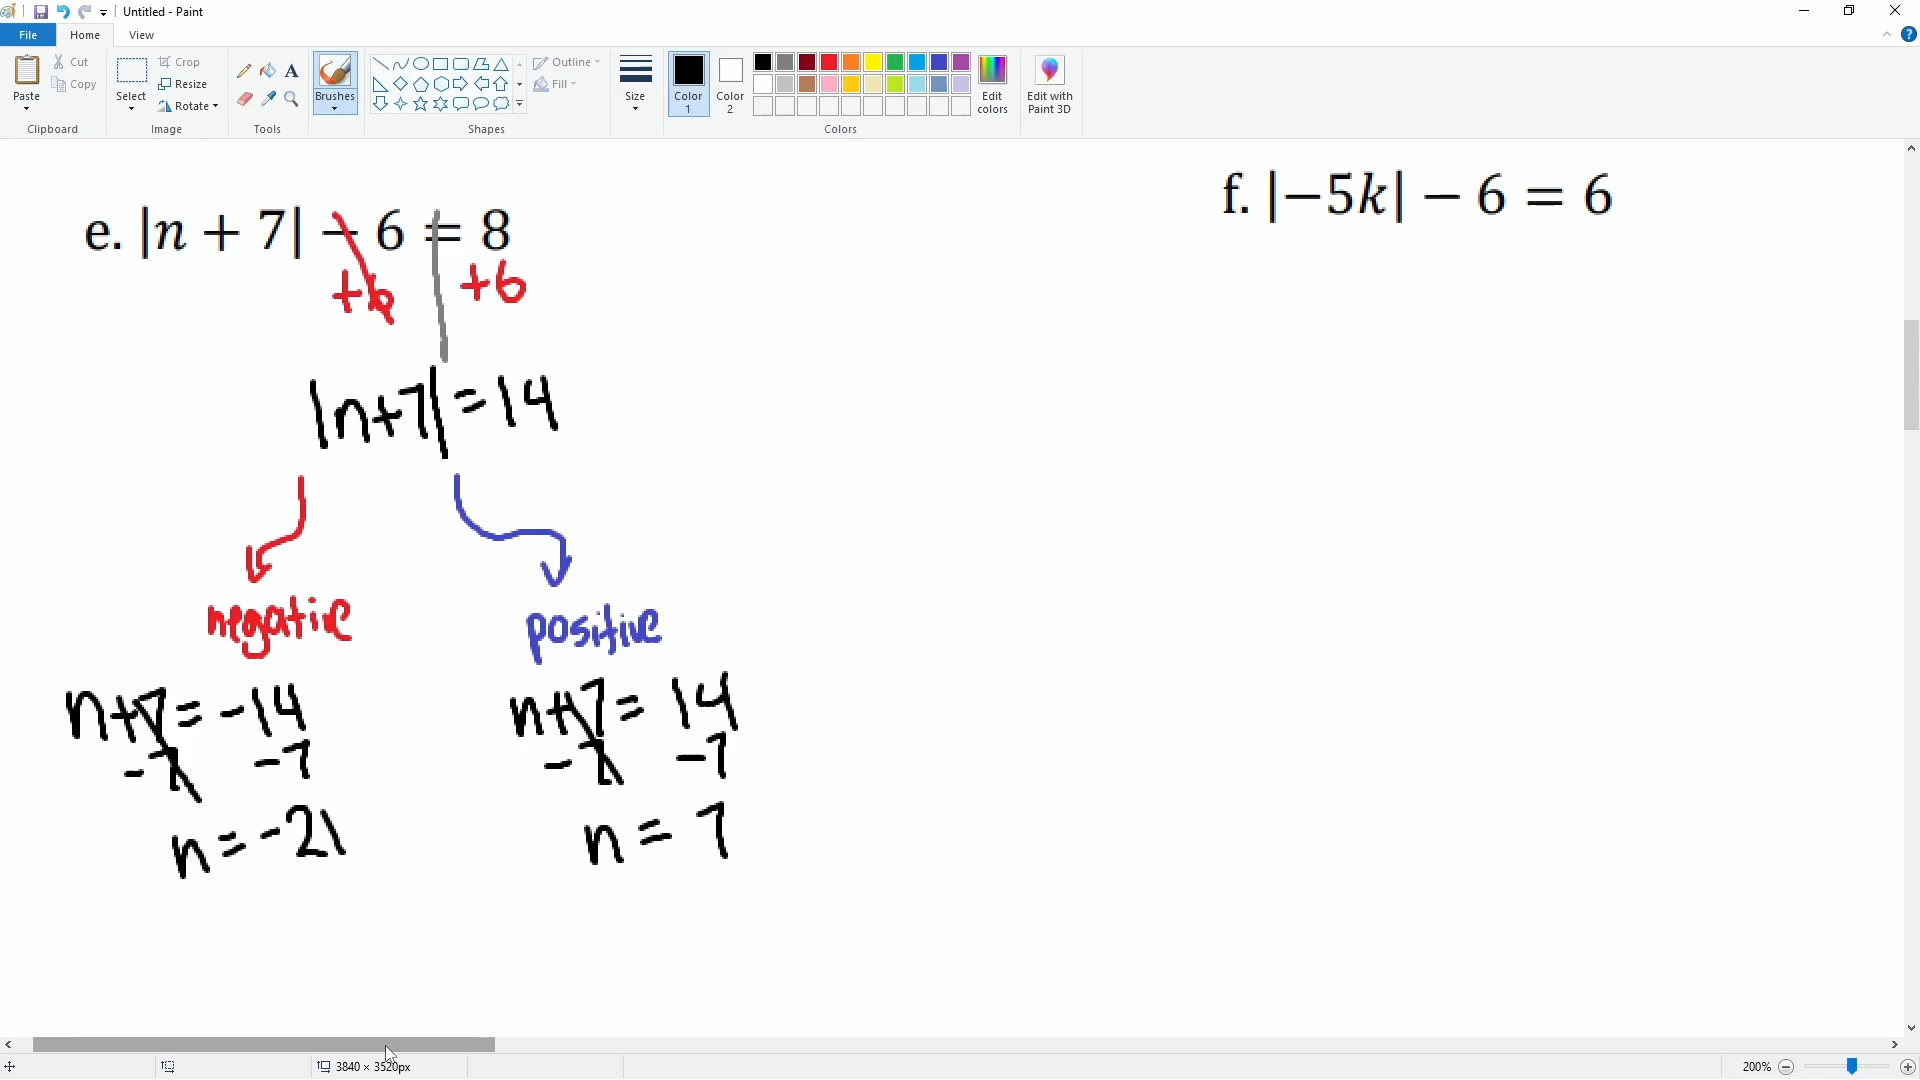 Untitled - Paint
File Home View
Paste Cut Copy Clipboard
Select Crop Resize Rotate Image
A Tools
Brushes
Shapes Outline Fill
Size
Color 1 Color 2 Edit colors Colors
Edit with Paint 3D
e. |n + 7| − 6 = 8
+6 +6
|n+7| = 14
negative positive
n+7 = -14
-7 -7
n = -21
n+7 = 14
-7 -7
n = 7
f. |−5k| − 6 = 6
3840 × 3520px
200%